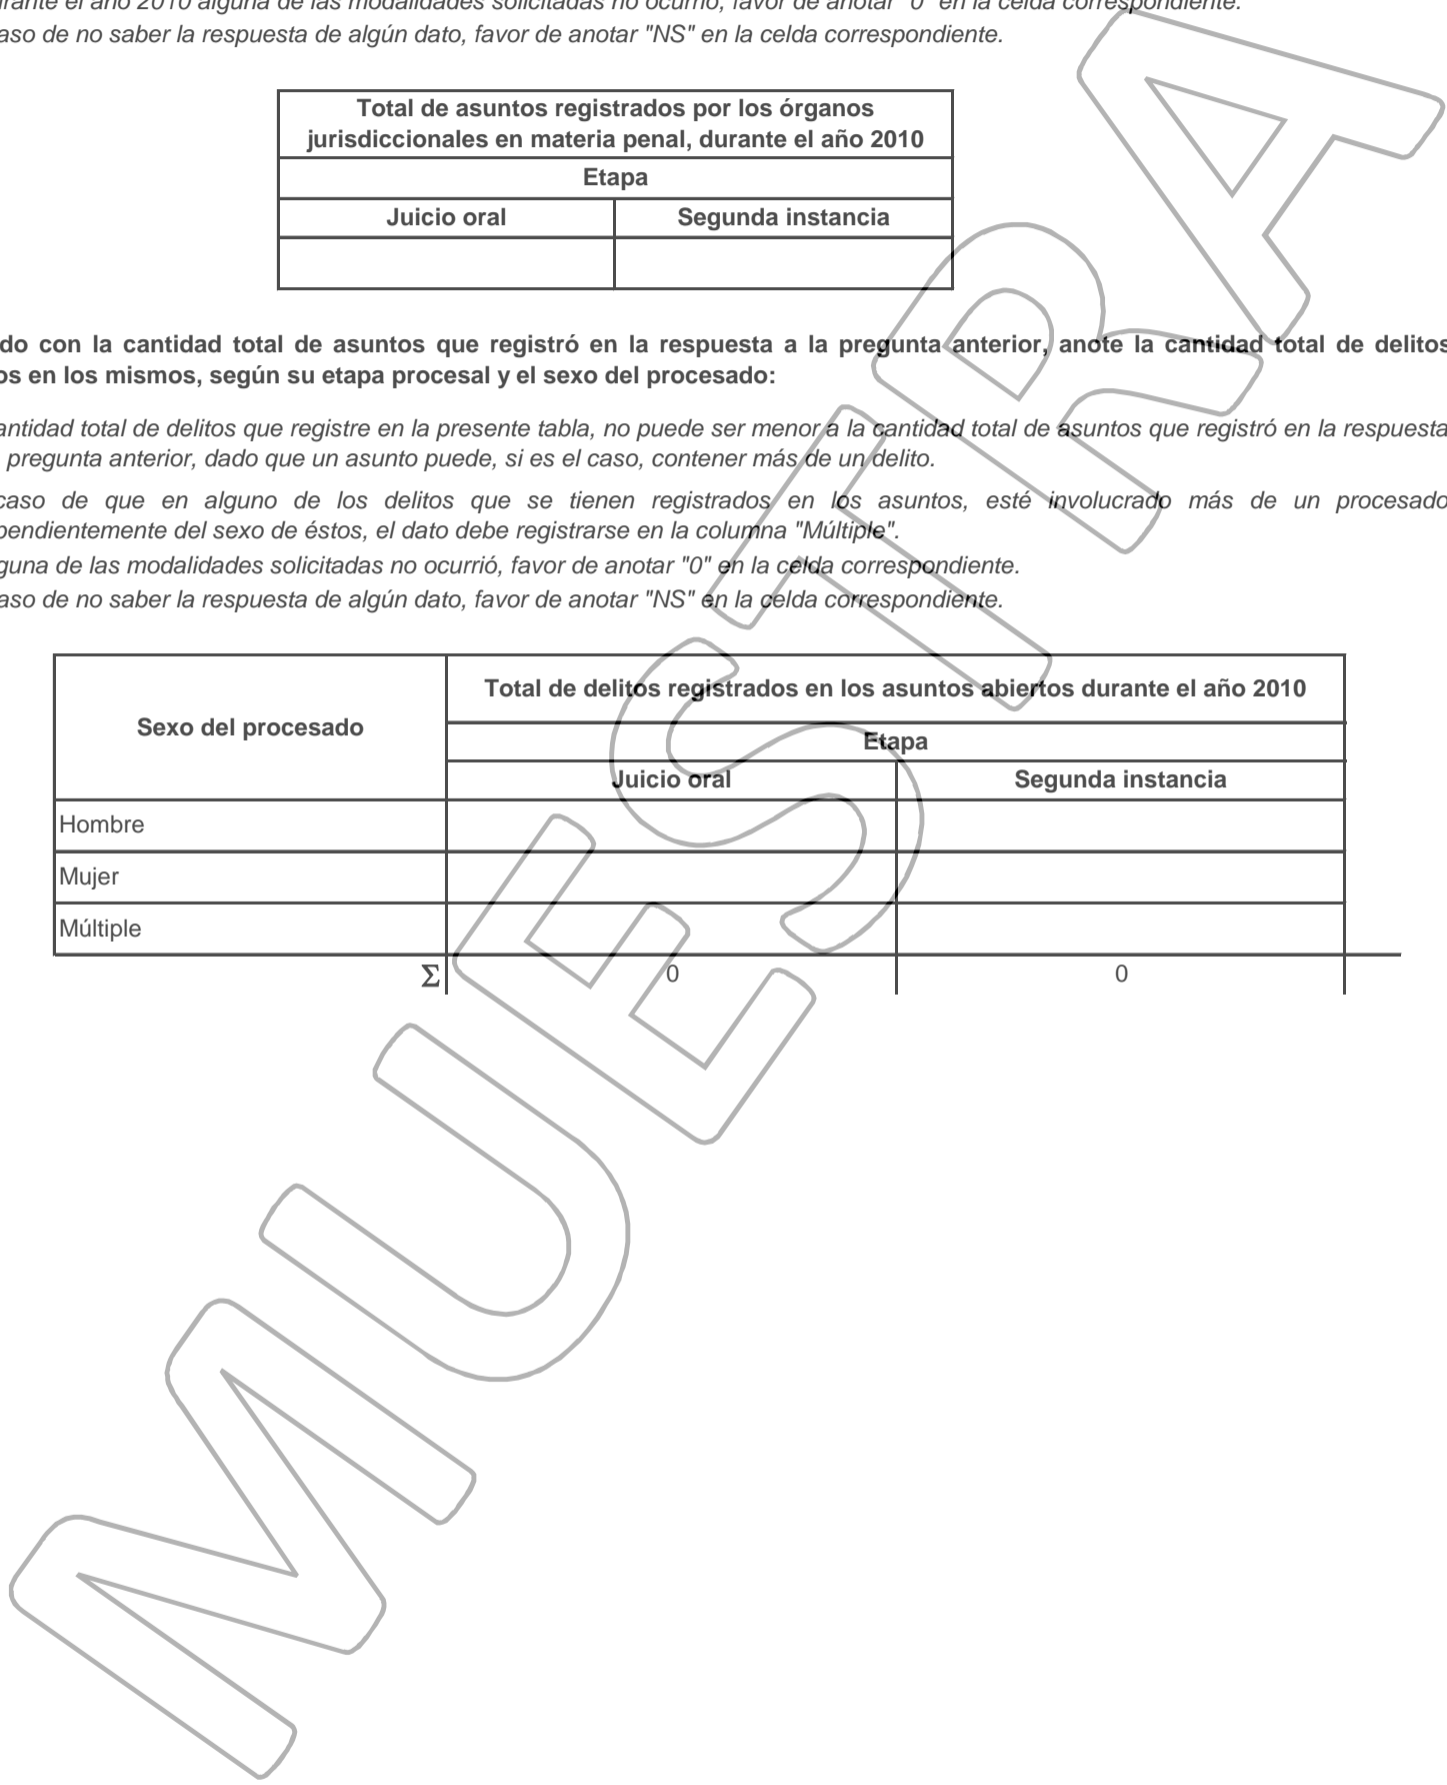 durante el año 2010 alguna de las modalidades solicitadas no ocurrió, favor de anotar "0" en la celda correspondiente.
caso de no saber la respuesta de algún dato, favor de anotar "NS" en la celda correspondiente.
Total de asuntos registrados por los órganos
jurisdiccionales en materia penal, durante el año 2010
Etapa
Juicio oral Segunda instancia
do con la cantidad total de asuntos que registró en la respuesta a la pregunta anterior, anote la cantidad total de delitos
os en los mismos, según su etapa procesal y el sexo del procesado:
antidad total de delitos que registre en la presente tabla, no puede ser menor a la cantidad total de asuntos que registró en la respuesta
pregunta anterior, dado que un asunto puede, si es el caso, contener más de un delito.
caso de que en alguno de los delitos que se tienen registrados en los asuntos, esté involucrado más de un procesado
pendientemente del sexo de éstos, el dato debe registrarse en la columna "Múltiple".
guna de las modalidades solicitadas no ocurrió, favor de anotar "0" en la celda correspondiente.
aso de no saber la respuesta de algún dato, favor de anotar "NS" en la celda correspondiente.
Sexo del procesado
Total de delitos registrados en los asuntos abiertos durante el año 2010
Etapa
Juicio oral Segunda instancia
Hombre
Mujer
Múltiple
Σ 0 0
MUESTRA